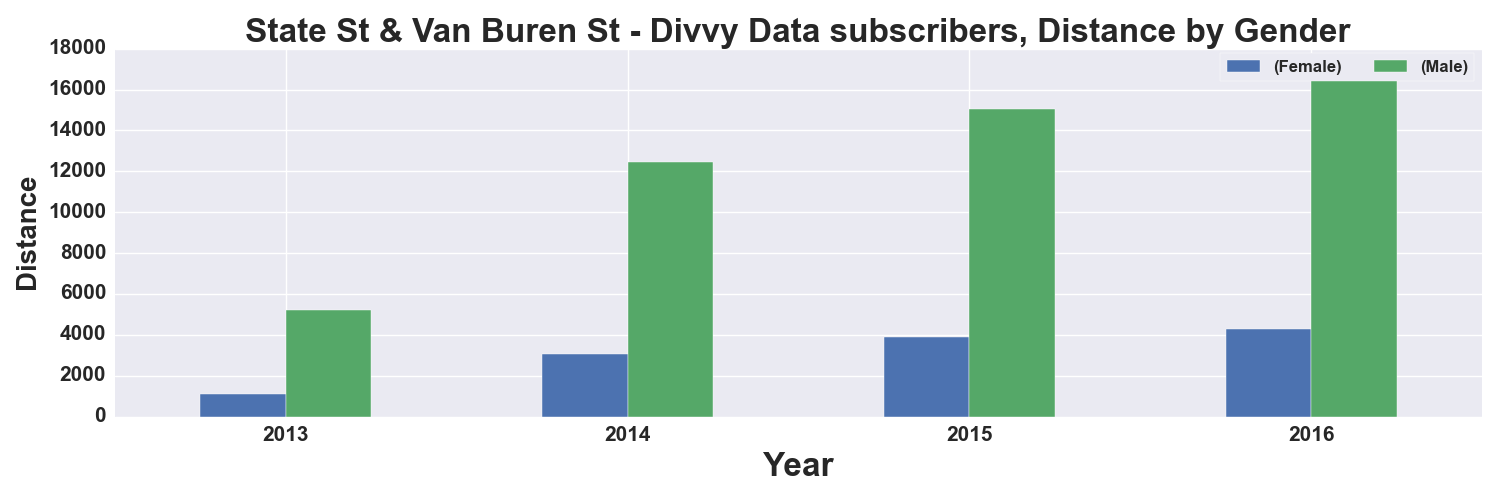 State St & Van Buren St - Divvy Data subscribers, Distance by Gender
18000
16000
14000
12000
10000
8000
6000
4000
2000
0
Distance
(Female) (Male)
2013 2014 2015 2016
Year